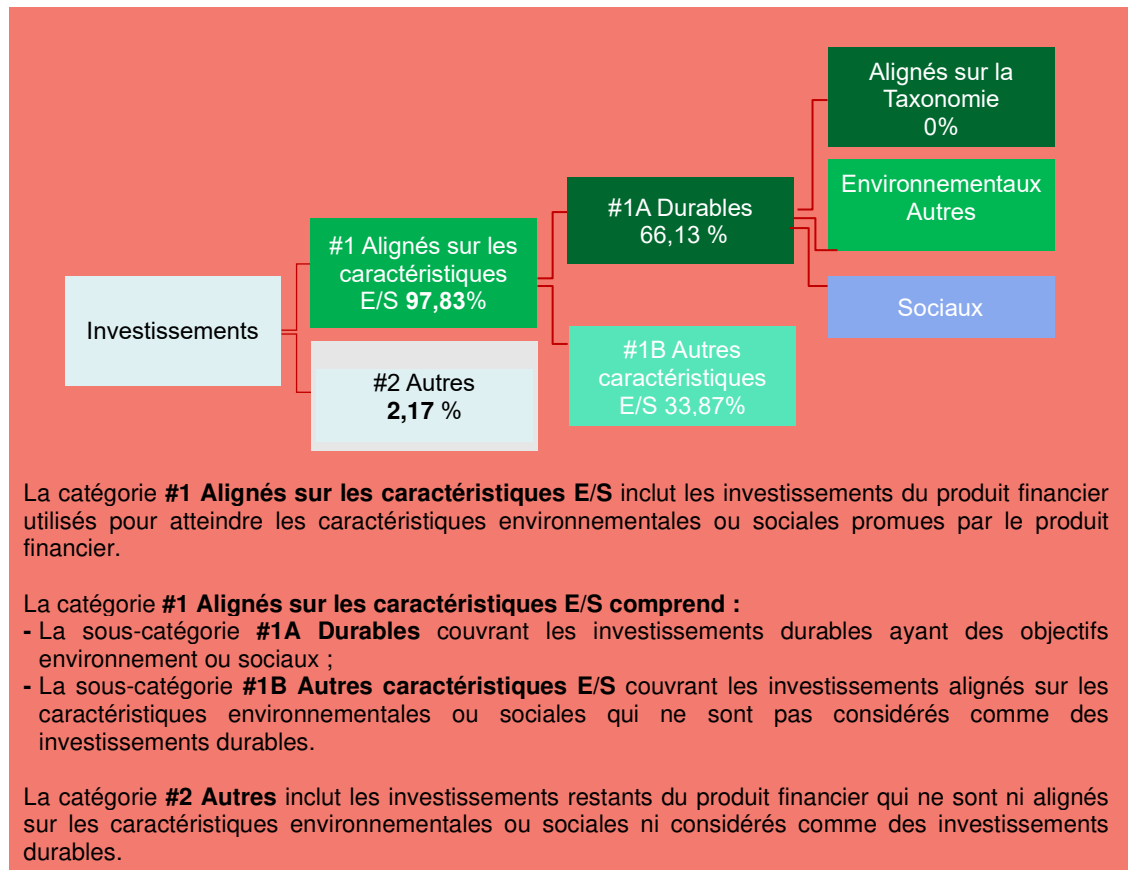 Alignés sur la
Taxonomie
0%
Environnementaux
Autres
#1A Durables
66,13 %
#1 Alignés sur les
caractéristiques
E/S 97,83%
Sociaux
Investissements
#1B Autres
caractéristiques
E/S 33,87%
#2 Autres
2,17 %
La catégorie #1 Alignés sur les caractéristiques E/S inclut les investissements du produit financier
utilisés pour atteindre les caractéristiques environnementales ou sociales promues par le produit
financier.
La catégorie #1 Alignés sur les caractéristiques E/S comprend :
- La sous-catégorie #1A Durables couvrant les investissements durables ayant des objectifs
environnement ou sociaux ;
- La sous-catégorie #1B Autres caractéristiques E/S couvrant les investissements alignés sur les
caractéristiques environnementales ou sociales qui ne sont pas considérés comme des
investissements durables.
La catégorie #2 Autres inclut les investissements restants du produit financier qui ne sont ni alignés
sur les caractéristiques environnementales ou sociales ni considérés comme des investissements
durables.